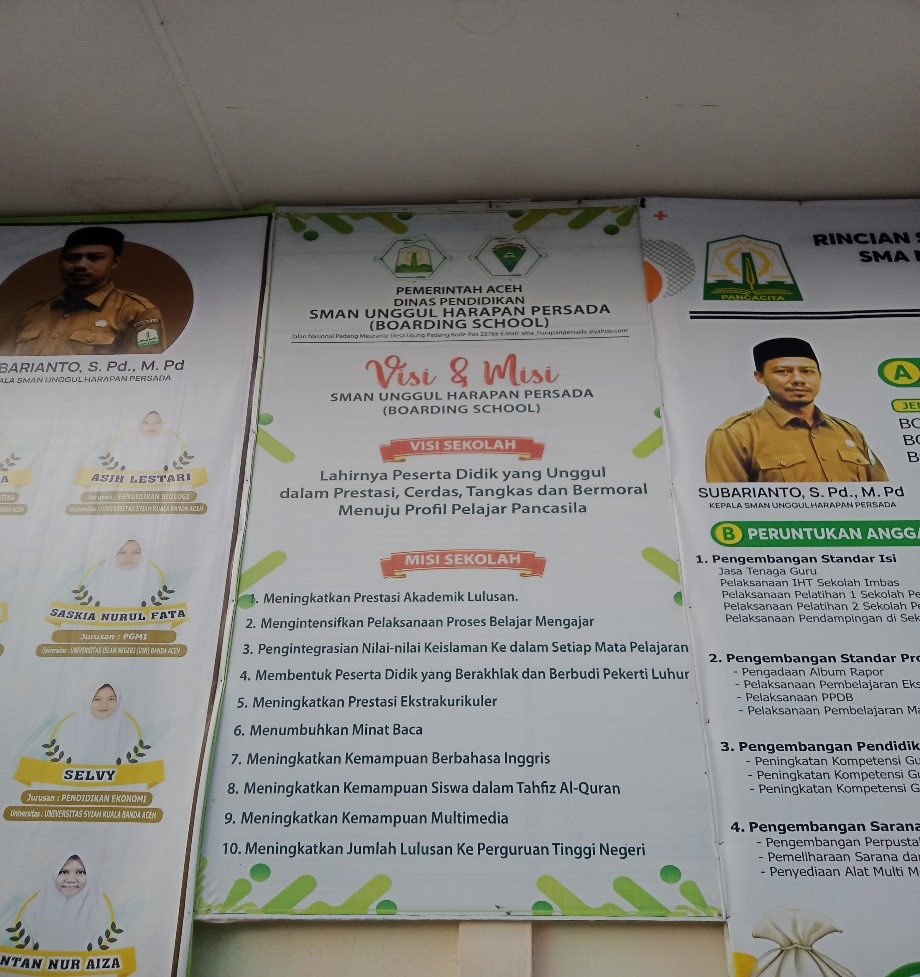 BARIANTO, S. Pd., M. Pd
ALA SMAN UNGGUL HARAPAN PERSADA
ASIH LESTARI
Jurusan : PENDIDIKAN BIOLOGI
Universitas : UNIVERSITAS SYIAH KUALA BANDA ACEH
SASKIA NURUL FATA
Jurusan : PGMI
Universitas : UNIVERSITAS ISLAM NEGERI (UIN) BANDA ACEH
SELVY
Jurusan : PENDIDIKAN EKONOMI
Universitas : UNIVERSITAS SYIAH KUALA BANDA ACEH
NTAN NUR AIZA
PEMERINTAH ACEH
DINAS PENDIDIKAN
SMAN UNGGUL HARAPAN PERSADA
(BOARDING SCHOOL)
Jalan Nasional Padang Meurante Desa Ujung Padang Kode Pos 23765 E.Mail: sma_harapanpersada @yahoo.com
Visi & Misi
SMAN UNGGUL HARAPAN PERSADA
(BOARDING SCHOOL)
VISI SEKOLAH
Lahirnya Peserta Didik yang Unggul
dalam Prestasi, Cerdas, Tangkas dan Bermoral
Menuju Profil Pelajar Pancasila
MISI SEKOLAH
1. Meningkatkan Prestasi Akademik Lulusan.
2. Mengintensifkan Pelaksanaan Proses Belajar Mengajar
3. Pengintegrasian Nilai-nilai Keislaman Ke dalam Setiap Mata Pelajaran
4. Membentuk Peserta Didik yang Berakhlak dan Berbudi Pekerti Luhur
5. Meningkatkan Prestasi Ekstrakurikuler
6. Menumbuhkan Minat Baca
7. Meningkatkan Kemampuan Berbahasa Inggris
8. Meningkatkan Kemampuan Siswa dalam Tahfiz Al-Quran
9. Meningkatkan Kemampuan Multimedia
10. Meningkatkan Jumlah Lulusan Ke Perguruan Tinggi Negeri
RINCIAN
SMA
PANCACITA
A
SUBARIANTO, S. Pd., M. Pd
KEPALA SMAN UNGGUL HARAPAN PERSADA
B PERUNTUKAN ANGGA
1. Pengembangan Standar Isi
Jasa Tenaga Guru
Pelaksanaan IHT Sekolah Imbas
Pelaksanaan Pelatihan 1 Sekolah Pe
Pelaksanaan Pelatihan 2 Sekolah Pe
Pelaksanaan Pendampingan di Sek
2. Pengembangan Standar Pro
- Pengadaan Album Rapor
- Pelaksanaan Pembelajaran Eks
- Pelaksanaan PPDB
- Pelaksanaan Pembelajaran Ma
3. Pengembangan Pendidik
- Peningkatan Kompetensi Gu
- Peningkatan Kompetensi Gu
- Peningkatan Kompetensi G
4. Pengembangan Sarana
- Pengembangan Perpusta
- Pemeliharaan Sarana da
- Penyediaan Alat Multi M